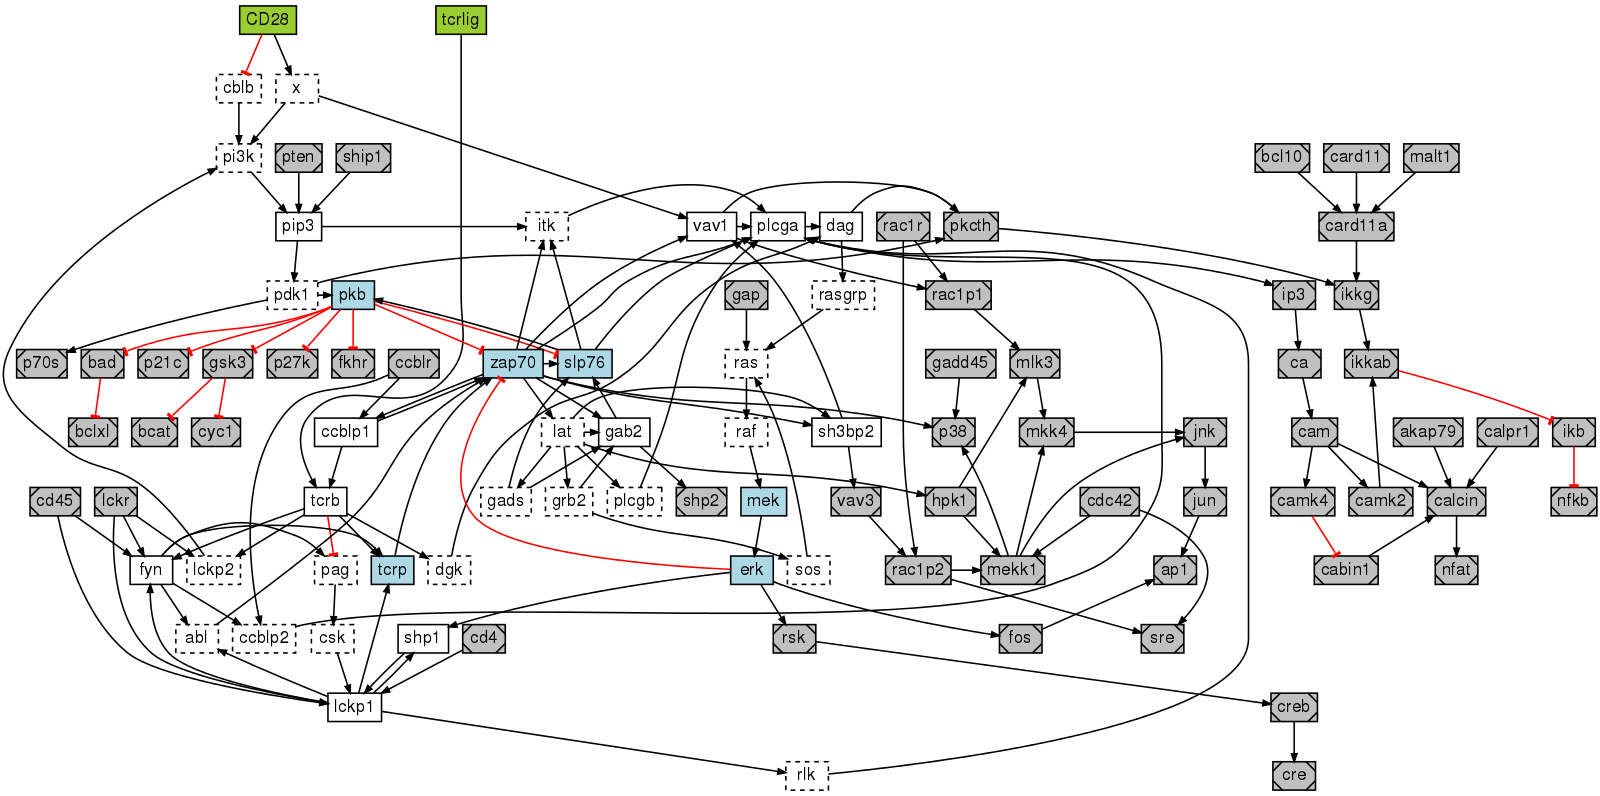 CD28 tcrlig
cblb x
pi3k pten ship1 bcl10 card11 malt1
pip3 itk vav1 plcga dag rac1r pkcth card11a
pdk1 pkb gap rasgrp rac1p1 ip3 ikkg
p70s bad p21c gsk3 p27k fkhr ccblr zap70 slp76 ras gadd45 mlk3 ca ikkab
bclxl bcat cyc1 ccblp1 lat gab2 raf sh3bp2 p38 mkk4 jnk cam akap79 calpr1 ikb
cd45 lckr tcrb gads grb2 plcgb shp2 mek vav3 hpk1 cdc42 jun camk4 camk2 calcin nfkb
fyn lckp2 pag tcrp dgk erk sos rac1p2 mekk1 ap1 cabin1 nfat
abl ccblp2 csk shp1 cd4 rsk fos sre
lckp1 creb
rlk cre